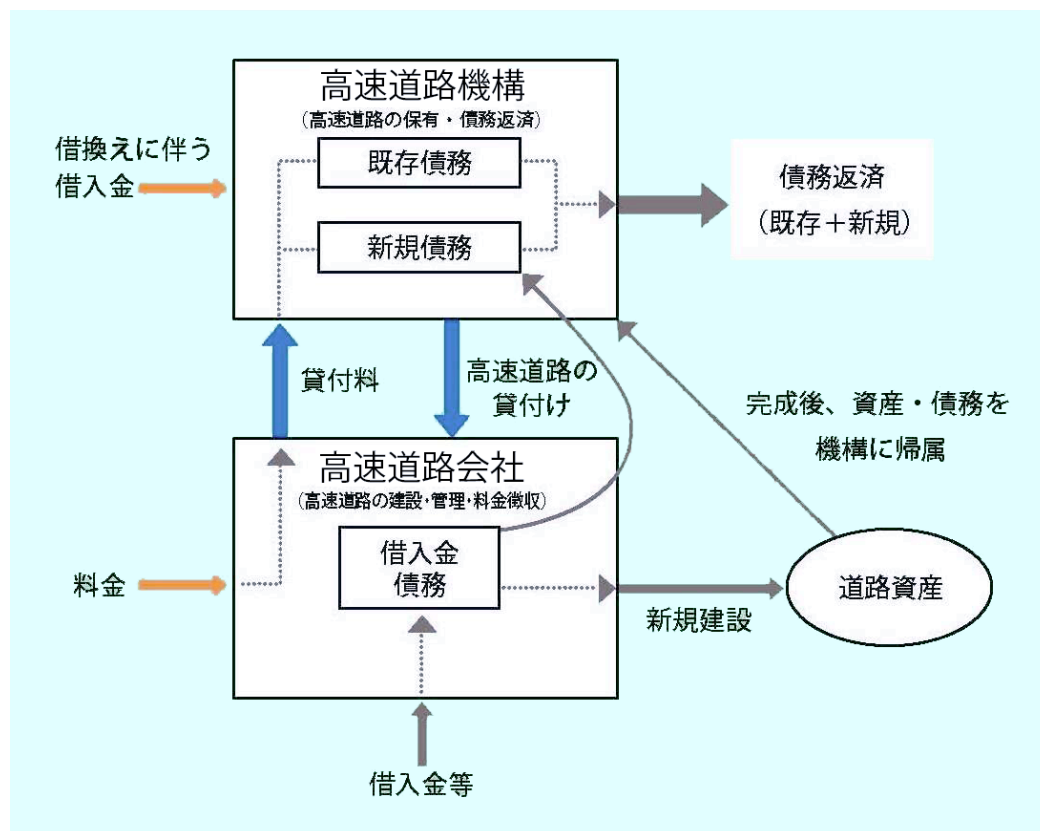 高速道路機構
(高速道路の保有・債務返済)
借換えに伴う
借入金
既存債務
新規債務
債務返済
(既存＋新規)
貸付料
高速道路の
貸付け
完成後、資産・債務を
機構に帰属
高速道路会社
(高速道路の建設・管理・料金徴収)
借入金
債務
料金
新規建設
道路資産
借入金等